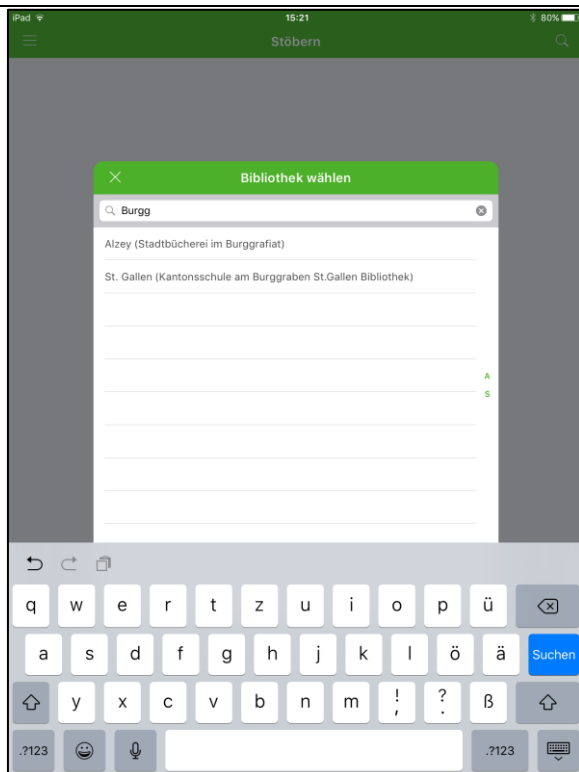 iPad 15:21 80%
Stöbern
Bibliothek wählen
Burgg
Alzey (Stadtbücherei im Burggrafiat)
St. Gallen (Kantonsschule am Burggraben St.Gallen Bibliothek)
A
S
q w e r t z u i o p ü
a s d f g h j k l ö ä Suchen
y x c v b n m ! , ? . ß
.?123 .?123